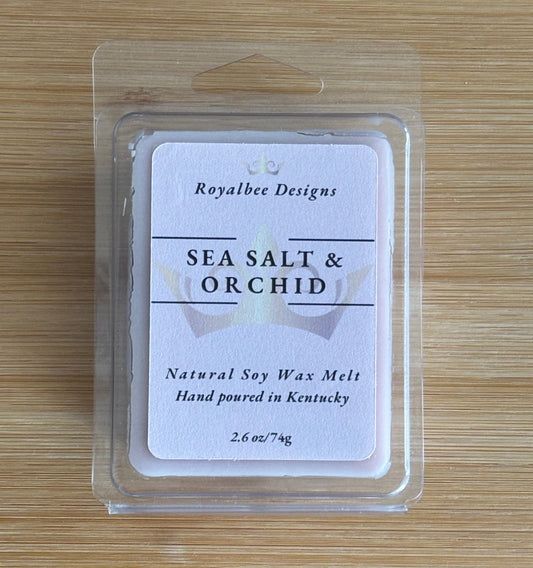 Royalbee Designs
SEA SALT &
ORCHID
Natural Soy Wax Melt
Hand poured in Kentucky
2.6 oz/74g